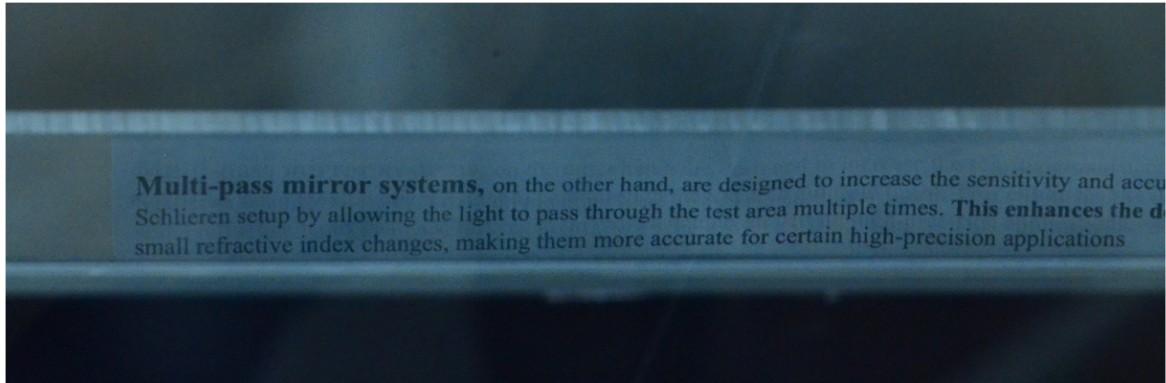 Multi-pass mirror systems, on the other hand, are designed to increase the sensitivity and accu
Schlieren setup by allowing the light to pass through the test area multiple times. This enhances the d
small refractive index changes, making them more accurate for certain high-precision applications